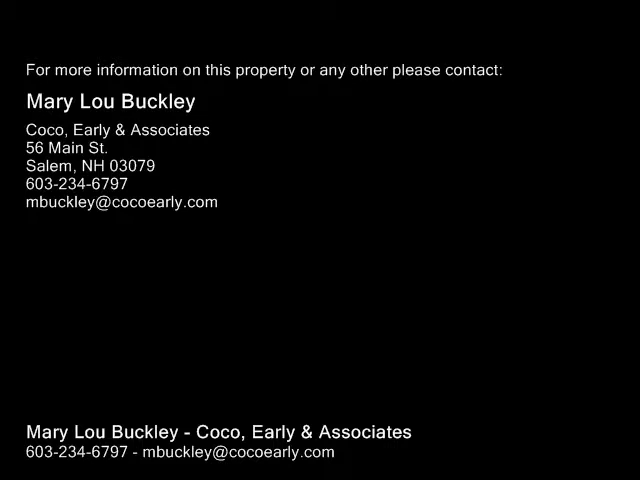 For more information on this property or any other please contact:
Mary Lou Buckley
Coco, Early & Associates
56 Main St.
Salem, NH 03079
603-234-6797
mbuckley@cocoearly.com
Mary Lou Buckley - Coco, Early & Associates
603-234-6797 - mbuckley@cocoearly.com